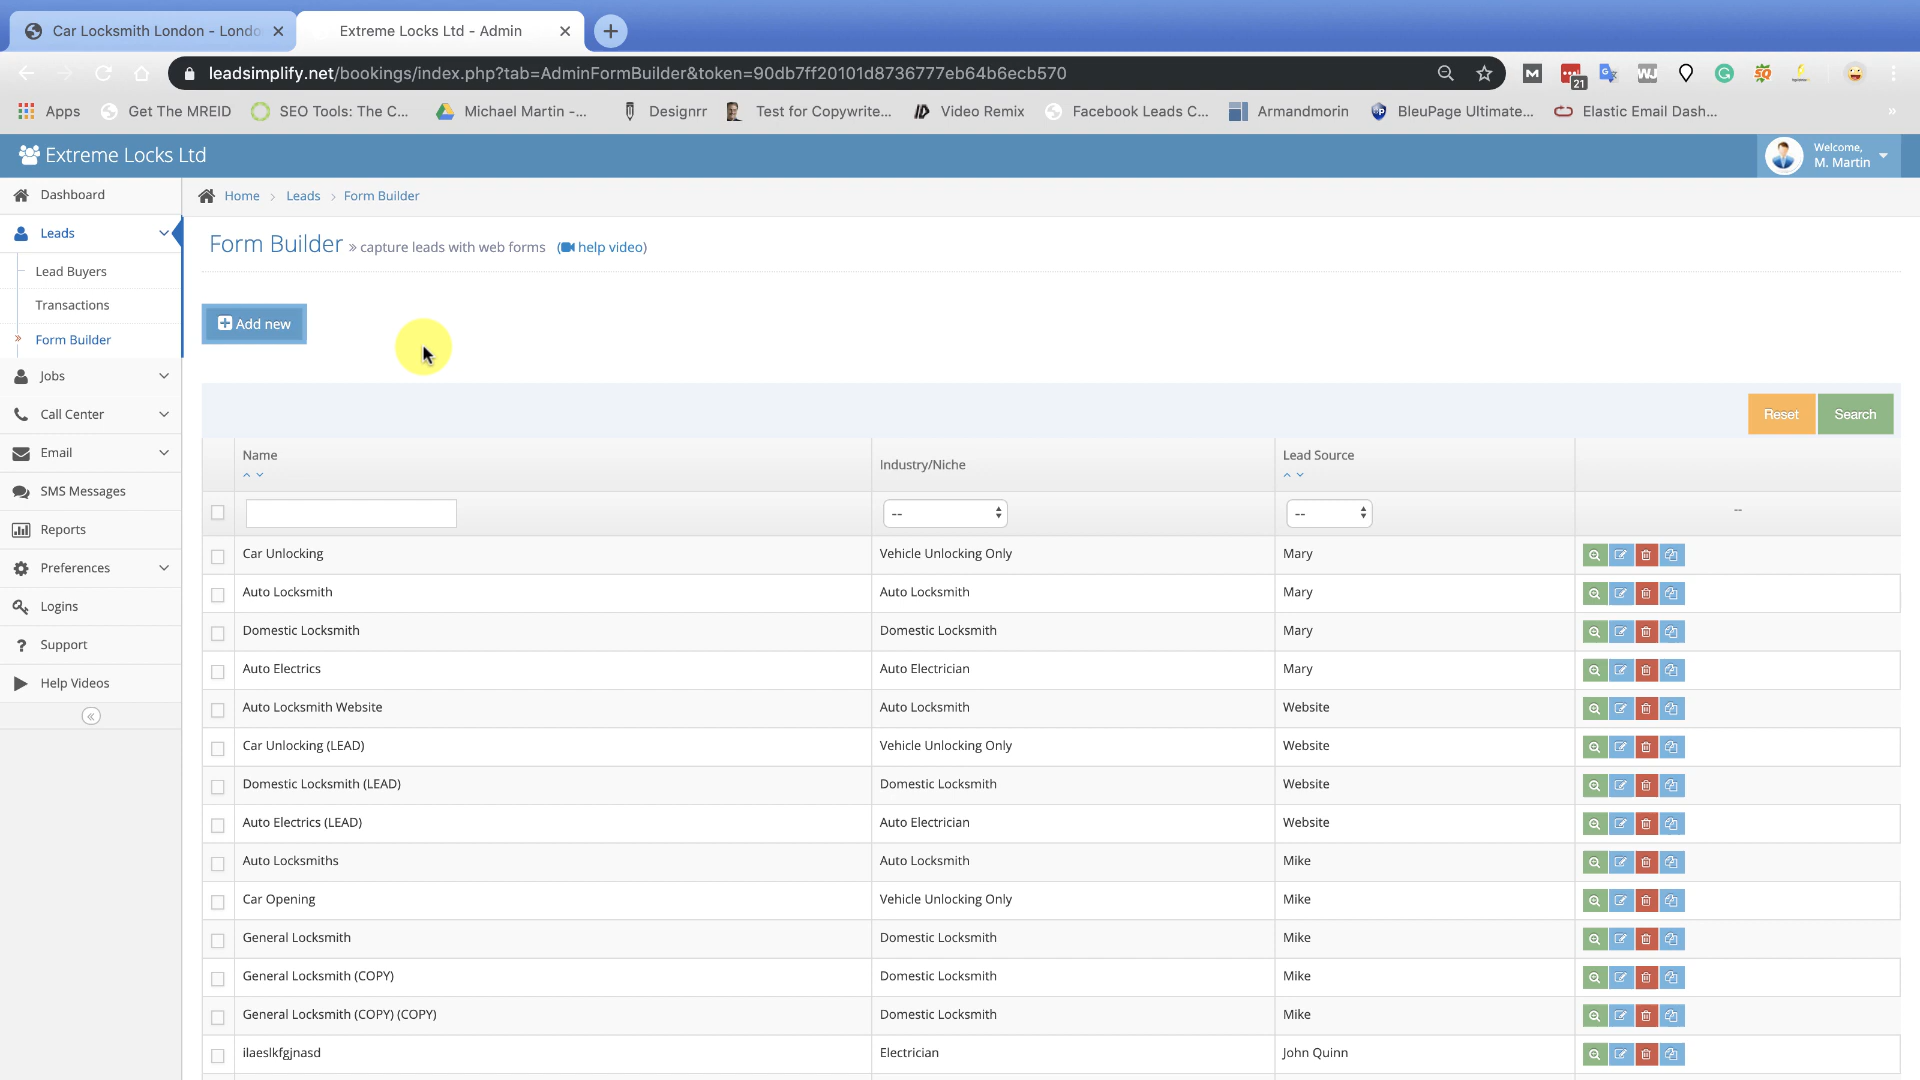 Car Locksmith London - Londo
Extreme Locks Ltd - Admin
leadsimplify.net/bookings/index.php?tab=AdminFormBuilder&token=90db7ff20101d8736777eb64b6ecb570
21
Apps
Get The MREID
SEO Tools: The C...
Michael Martin -...
Designrr
Test for Copywrite...
Video Remix
Facebook Leads C...
Armandmorin
BleuPage Ultimate...
Elastic Email Dash...
»
Extreme Locks Ltd
Welcome,
M. Martin
Dashboard
Leads
Lead Buyers
Transactions
Form Builder
Jobs
Call Center
Email
SMS Messages
Reports
Preferences
Logins
? Support
Help Videos
Home > Leads > Form Builder
Form Builder » capture leads with web forms (help video)
Add new
Reset Search
Name Industry/Niche Lead Source
-- -- --
Car Unlocking Vehicle Unlocking Only Mary
Auto Locksmith Auto Locksmith Mary
Domestic Locksmith Domestic Locksmith Mary
Auto Electrics Auto Electrician Mary
Auto Locksmith Website Auto Locksmith Website
Car Unlocking (LEAD) Vehicle Unlocking Only Website
Domestic Locksmith (LEAD) Domestic Locksmith Website
Auto Electrics (LEAD) Auto Electrician Website
Auto Locksmiths Auto Locksmith Mike
Car Opening Vehicle Unlocking Only Mike
General Locksmith Domestic Locksmith Mike
General Locksmith (COPY) Domestic Locksmith Mike
General Locksmith (COPY) (COPY) Domestic Locksmith Mike
ilaeslkfgjnasd Electrician John Quinn